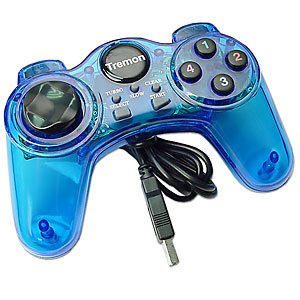 Tremon
TURBO
CLEAR
SLOW
SELECT
START
1
2
3
4